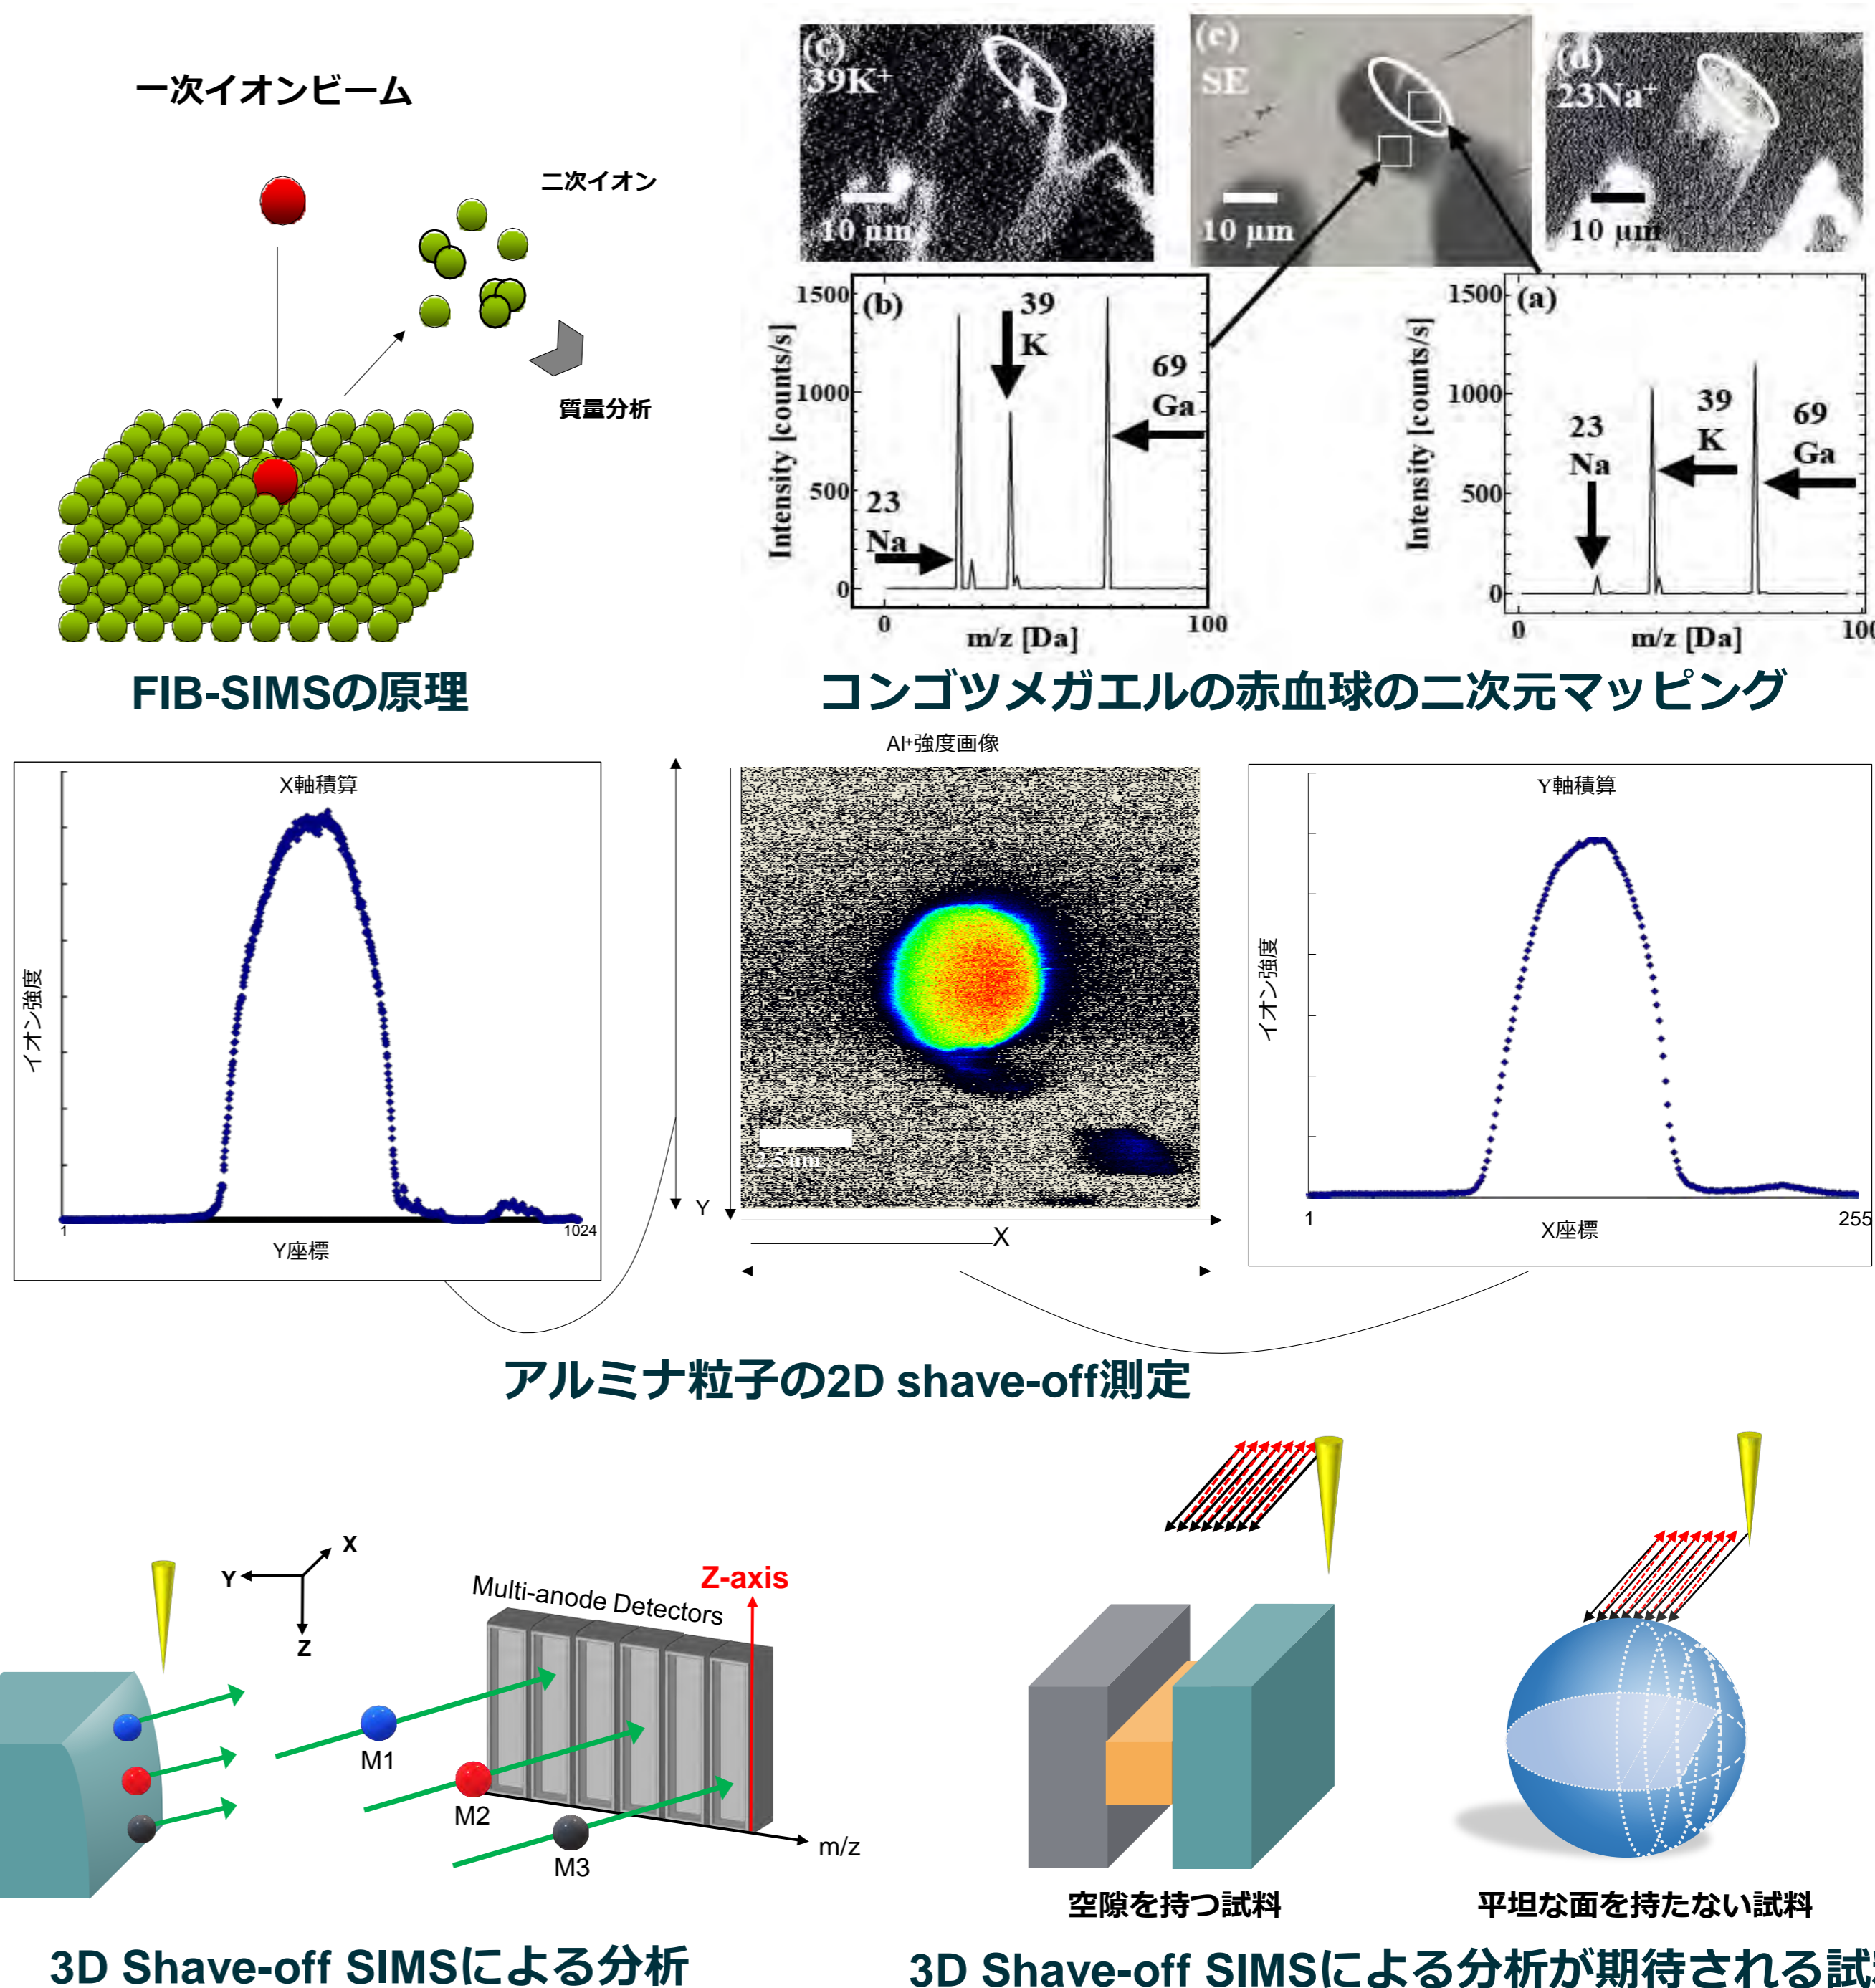 一次イオンビーム
二次イオン
質量分析
FIB-SIMSの原理
(c)
39K⁺
10 µm
(e)
SE
10 µm
(d)
23Na⁺
10 µm
(b)
Intensity [counts/s]
1500
1000
500
0
39
K
69
Ga
23
Na
0
100
m/z [Da]
(a)
Intensity [counts/s]
1500
1000
500
0
23
Na
39
K
69
Ga
0
m/z [Da]
コンゴツメガエルの赤血球の二次元マッピング
X軸積算
イオン強度
1
1024
Y座標
Al⁺強度画像
2.5 µm
Y
X
Y軸積算
イオン強度
1
255
X座標
アルミナ粒子の2D shave-off測定
X
Y
Z
Multi-anode Detectors
Z-axis
M1
M2
M3
m/z
3D Shave-off SIMSによる分析
空隙を持つ試料
平坦な面を持たない試料
3D Shave-off SIMSによる分析が期待される試